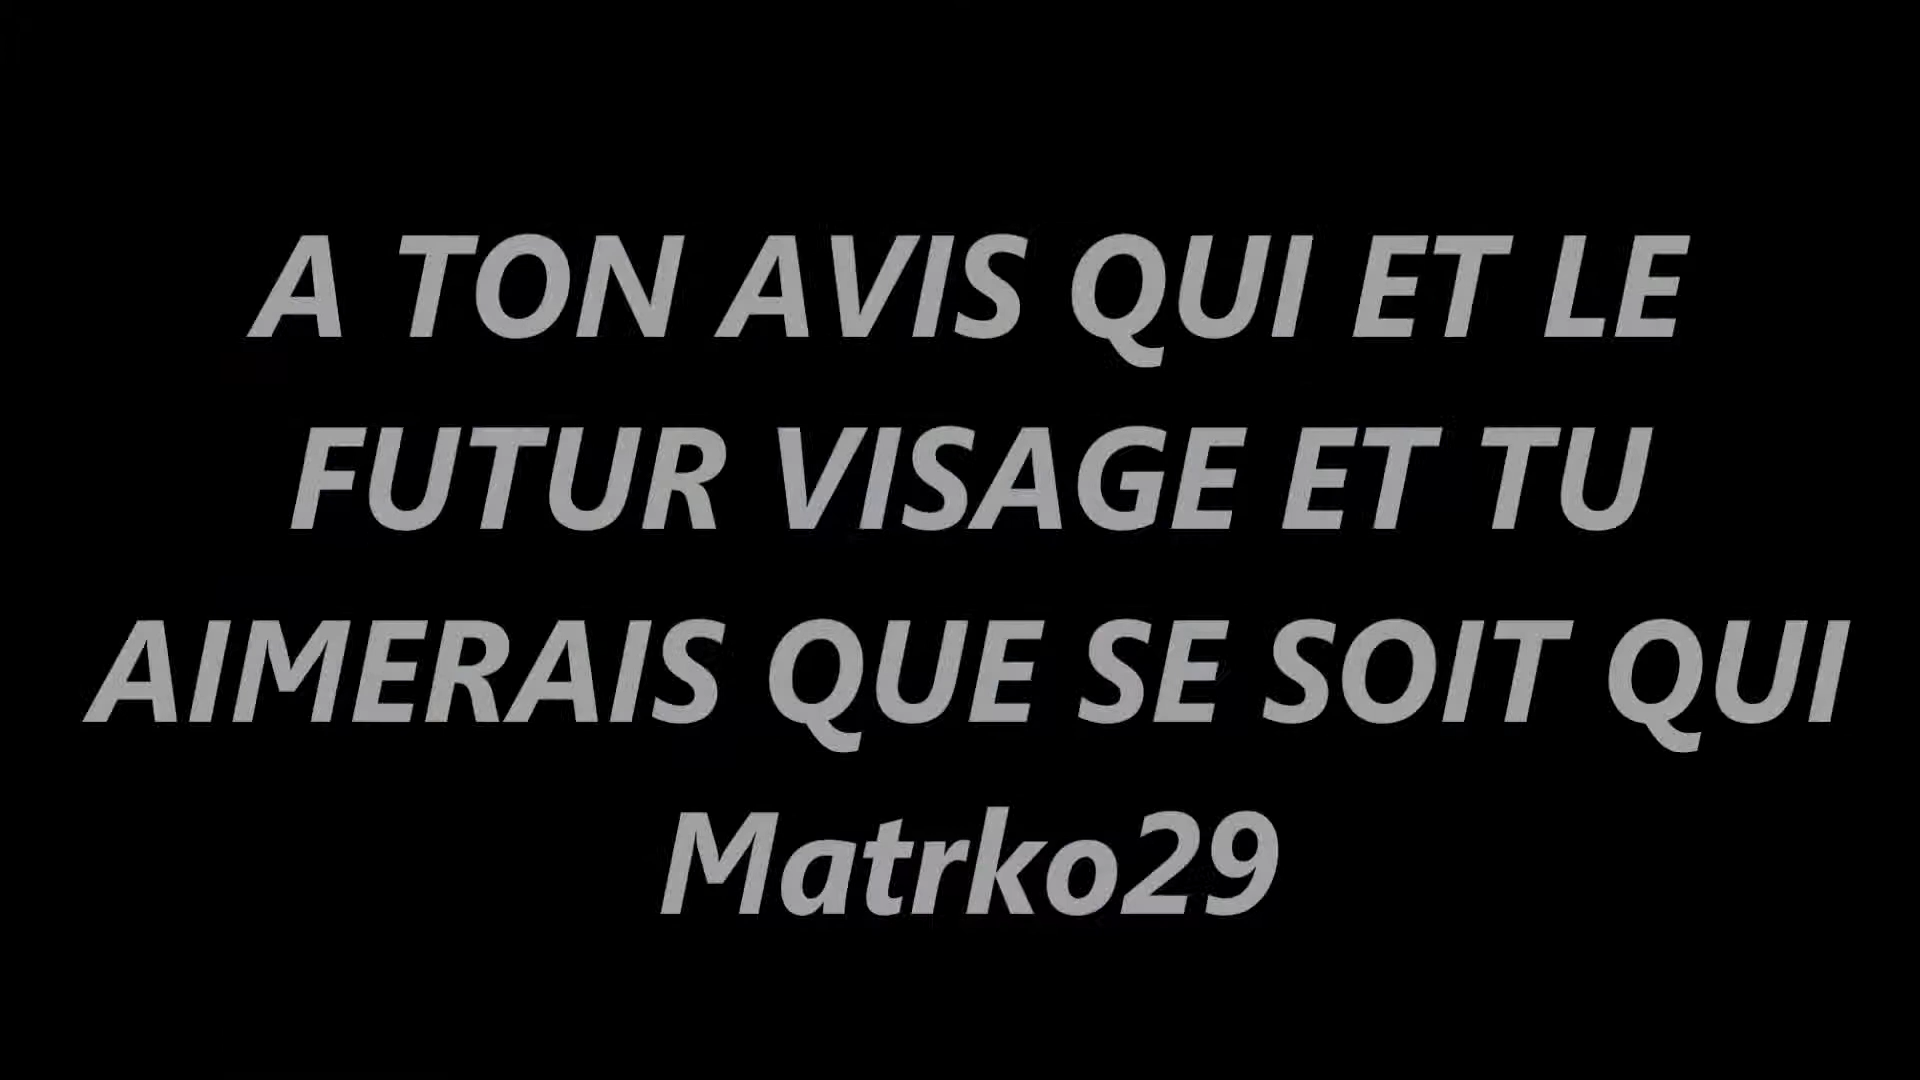 A TON AVIS QUI ET LE
FUTUR VISAGE ET TU
AIMERAIS QUE SE SOIT QUI
Matrko29